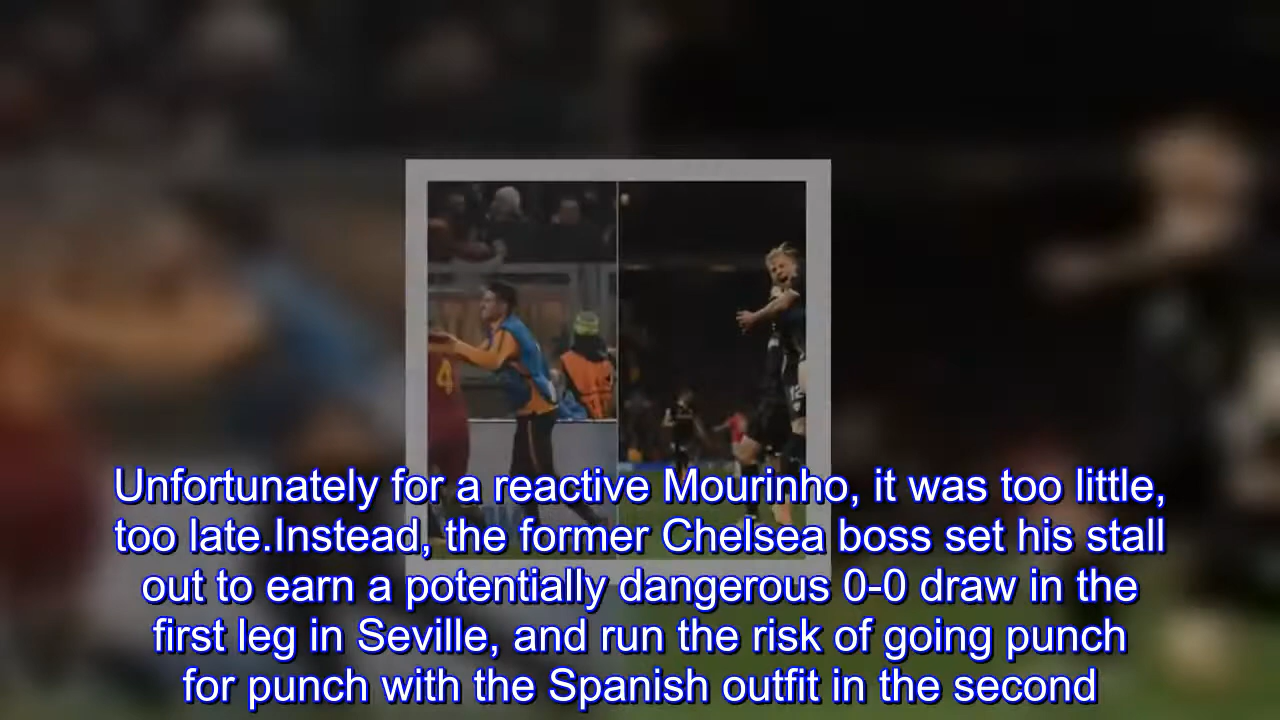 4
12
Unfortunately for a reactive Mourinho, it was too little,
too late.Instead, the former Chelsea boss set his stall
out to earn a potentially dangerous 0-0 draw in the
first leg in Seville, and run the risk of going punch
for punch with the Spanish outfit in the second